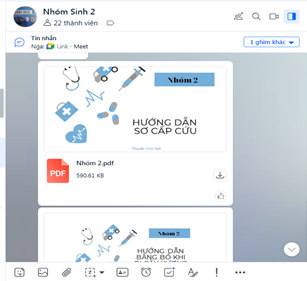 Nhóm Sinh 2
22 thành viên
Tin nhắn
Link - Meet
1 ghim khác
Nhóm 2
HƯỚNG DẪN
SƠ CẤP CỨU
PDF
Nhóm 2.pdf
590.61 KB
Nhóm 2
HƯỚNG DẪN
BĂNG BÓ KHI